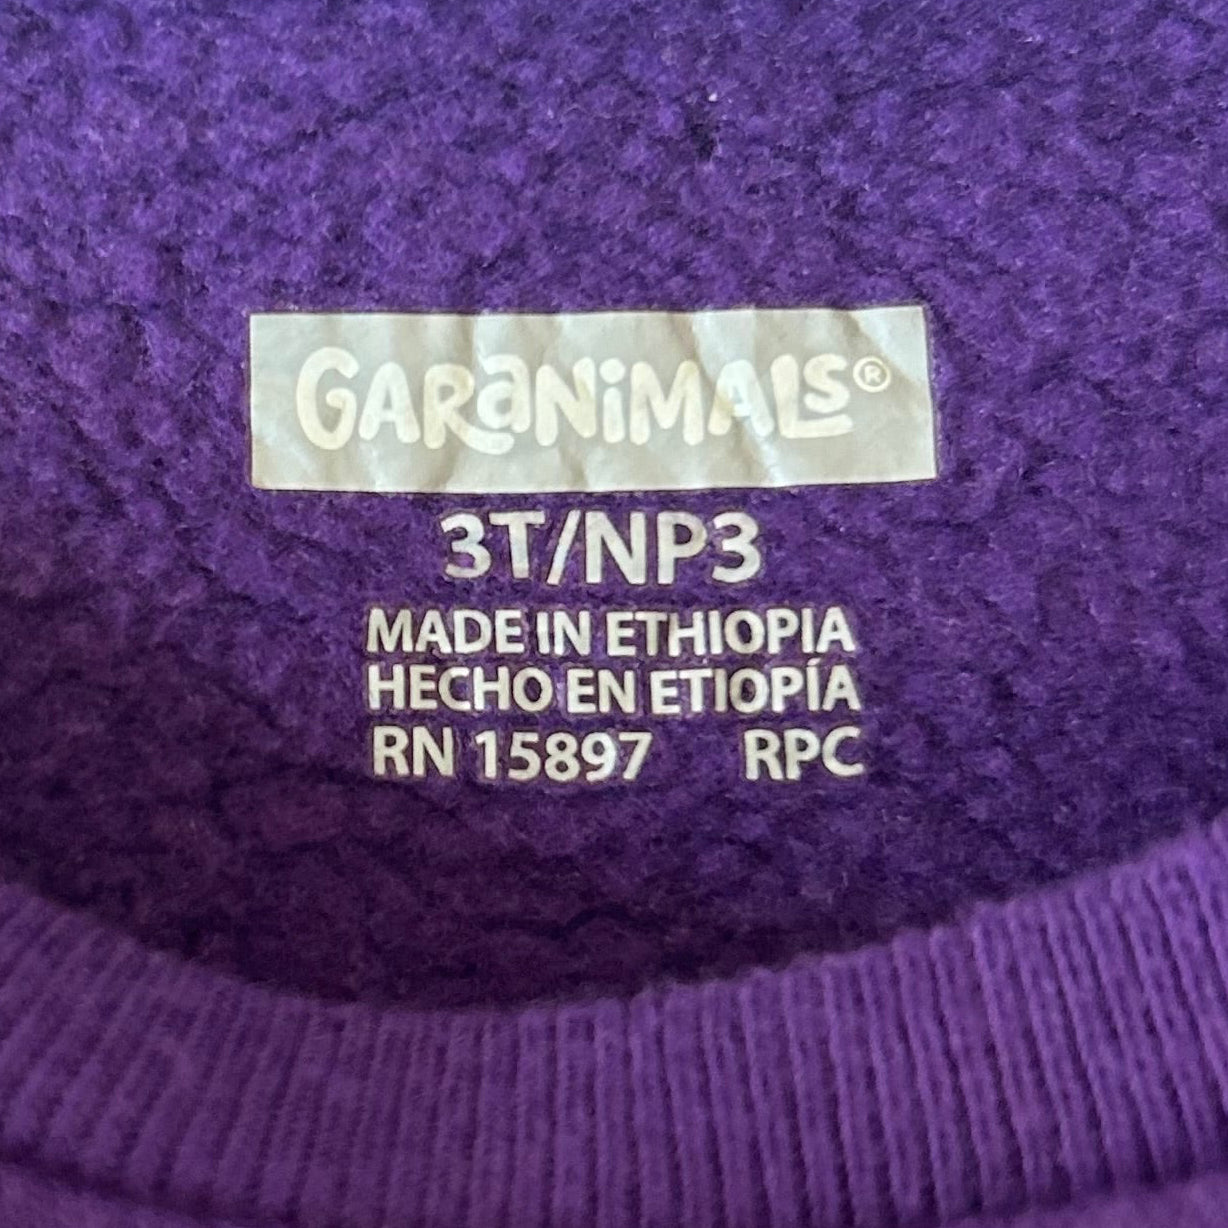 GARANIMALS®
3T/NP3
MADE IN ETHIOPIA
HECHO EN ETIOPÍA
RN 15897 RPC